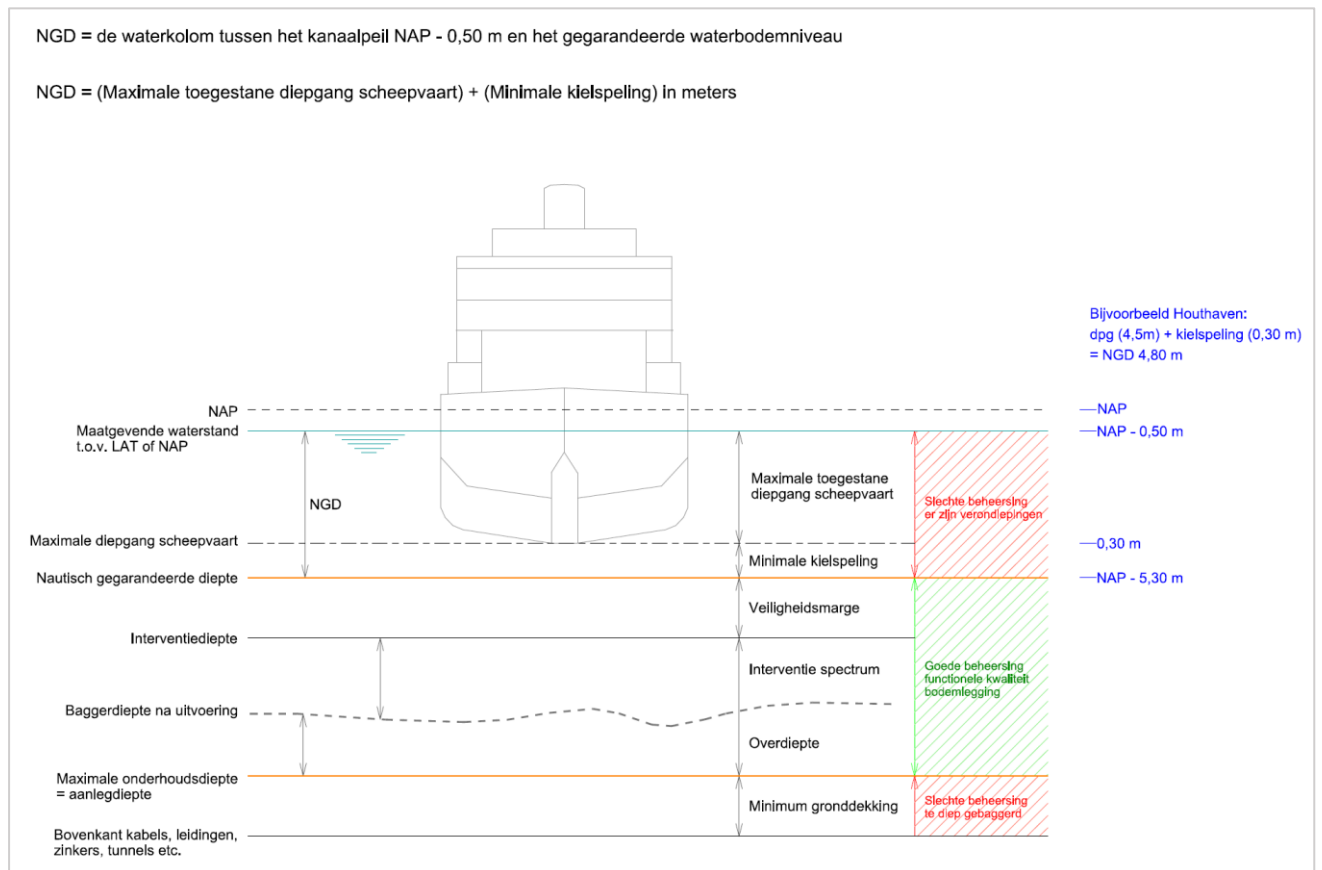 NGD = de waterkolom tussen het kanaalpeil NAP - 0,50 m en het gegarandeerde waterbodemniveau
NGD = (Maximale toegestane diepgang scheepvaart) + (Minimale kielspeling) in meters
Bijvoorbeeld Houthaven:
dpg (4,5m) + kielspeling (0,30 m)
= NGD 4,80 m
NAP
NAP
Maatgevende waterstand
t.o.v. LAT of NAP
NAP - 0,50 m
NGD
Maximale toegestane
diepgang scheepvaart
Slechte beheersing
er zijn verondiepingen
Maximale diepgang scheepvaart
0,30 m
Minimale kielspeling
Nautisch gegarandeerde diepte
NAP - 5,30 m
Veiligheidsmarge
Interventiediepte
Interventie spectrum
Goede beheersing
functionele kwaliteit
bodemlegging
Baggerdiepte na uitvoering
Overdiepte
Maximale onderhoudsdiepte
= aanlegdiepte
Minimum gronddekking
Slechte beheersing
te diep gebaggerd
Bovenkant kabels, leidingen,
zinkers, tunnels etc.